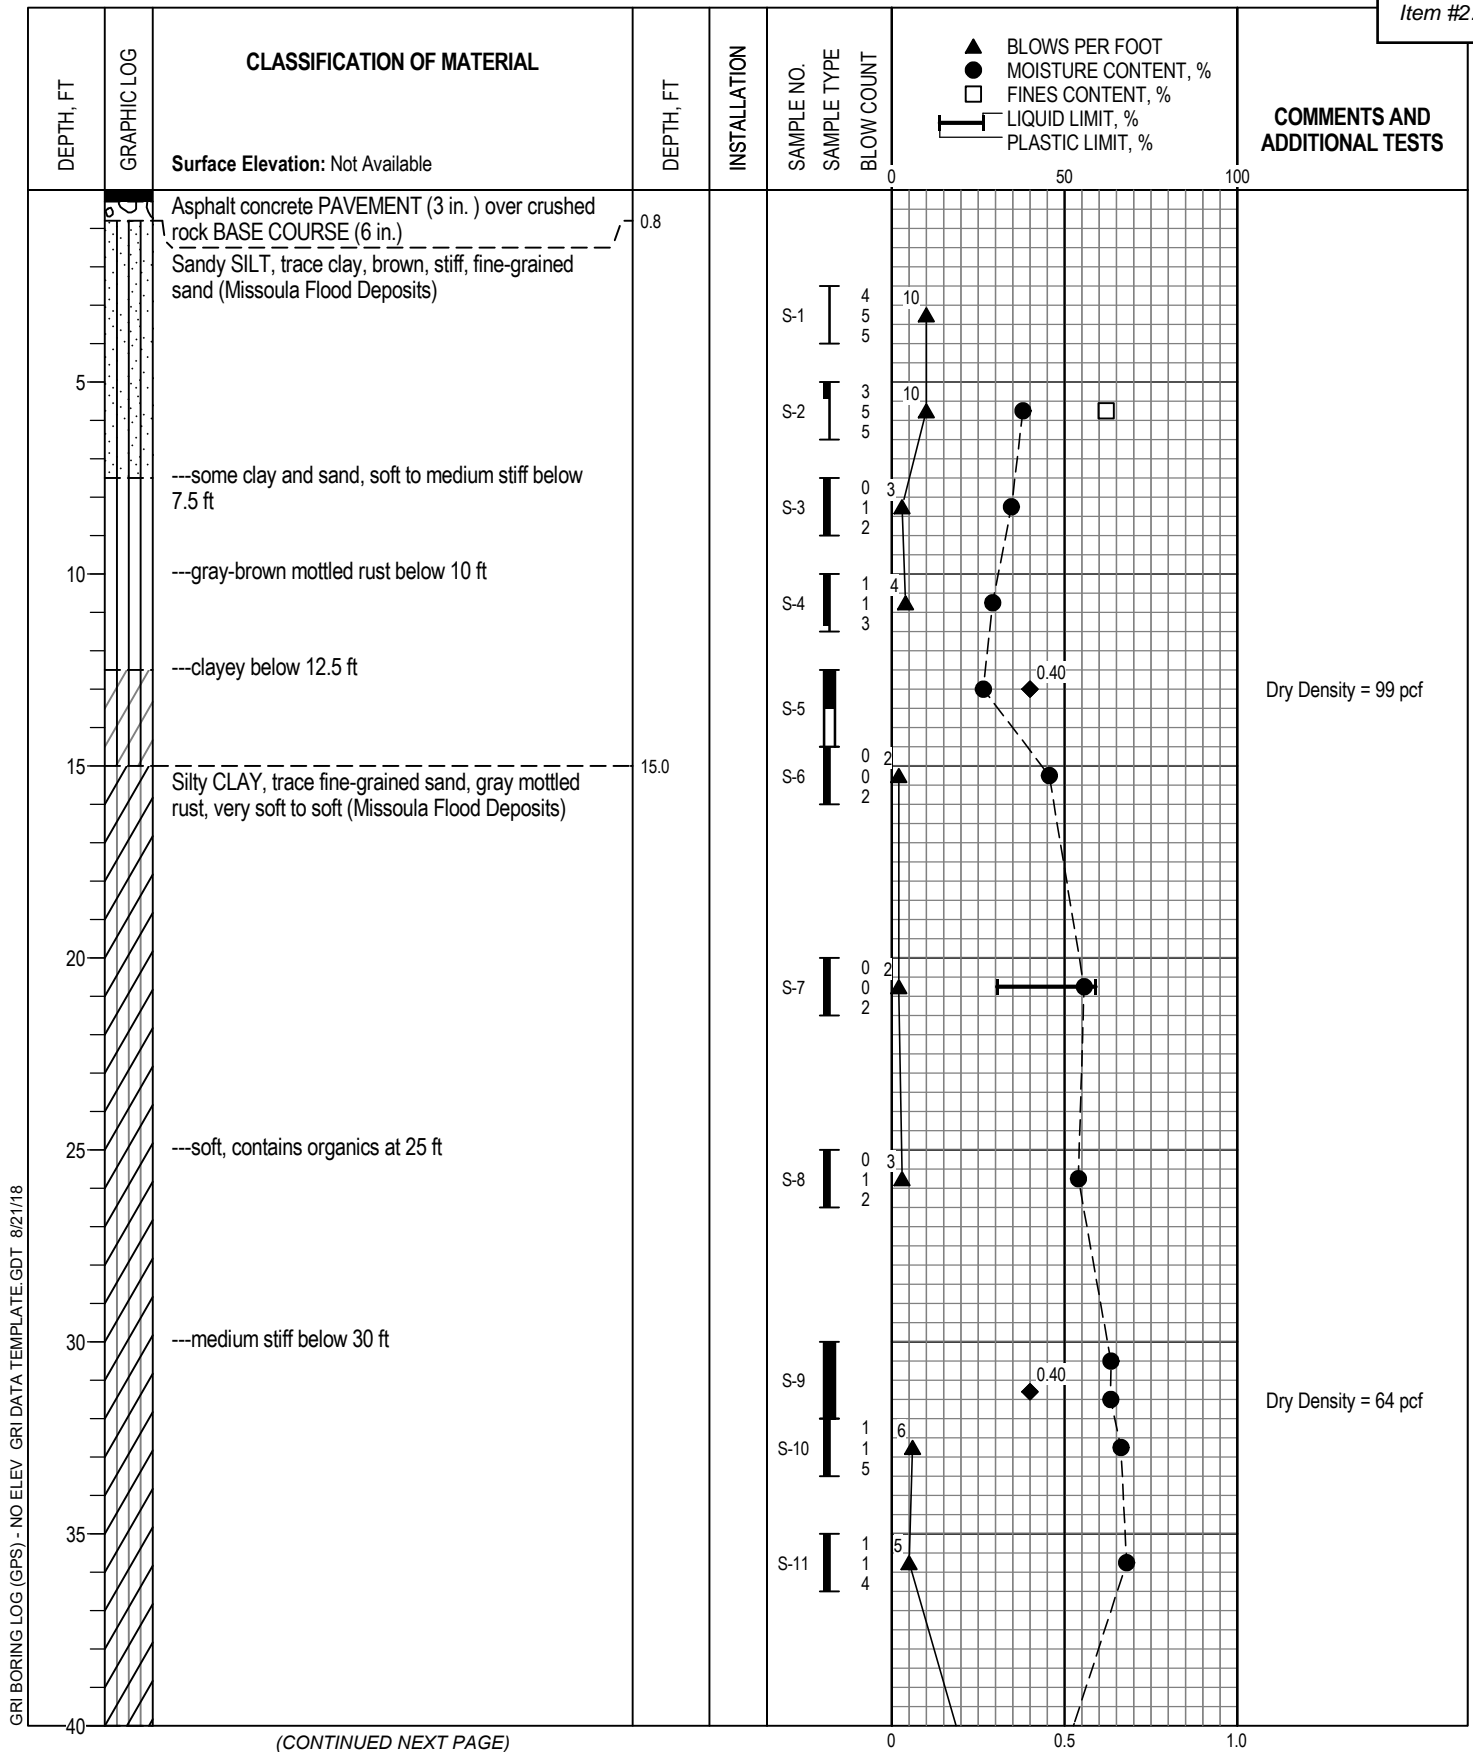 Item #2.
DEPTH, FT
GRAPHIC LOG
CLASSIFICATION OF MATERIAL
Surface Elevation: Not Available
DEPTH, FT
INSTALLATION
SAMPLE NO.
SAMPLE TYPE
BLOW COUNT
BLOWS PER FOOT
MOISTURE CONTENT, %
FINES CONTENT, %
LIQUID LIMIT, %
PLASTIC LIMIT, %
0 50 100
COMMENTS AND
ADDITIONAL TESTS
Asphalt concrete PAVEMENT (3 in. ) over crushed
rock BASE COURSE (6 in.)
0.8
Sandy SILT, trace clay, brown, stiff, fine-grained
sand (Missoula Flood Deposits)
S-1
4
5
5
10
5
S-2
3
5
5
10
---some clay and sand, soft to medium stiff below
7.5 ft
S-3
0
1
2
3
10
---gray-brown mottled rust below 10 ft
S-4
1
1
3
4
---clayey below 12.5 ft
S-5
0.40
Dry Density = 99 pcf
15
15.0
Silty CLAY, trace fine-grained sand, gray mottled
rust, very soft to soft (Missoula Flood Deposits)
S-6
0
0
2
2
20
S-7
0
0
2
2
25
---soft, contains organics at 25 ft
S-8
0
1
2
3
30
---medium stiff below 30 ft
S-9
0.40
Dry Density = 64 pcf
S-10
1
1
5
6
35
S-11
1
1
4
5
40
0 0.5 1.0
(CONTINUED NEXT PAGE)
GRI BORING LOG (GPS) - NO ELEV GRI DATA TEMPLATE.GDT 8/21/18